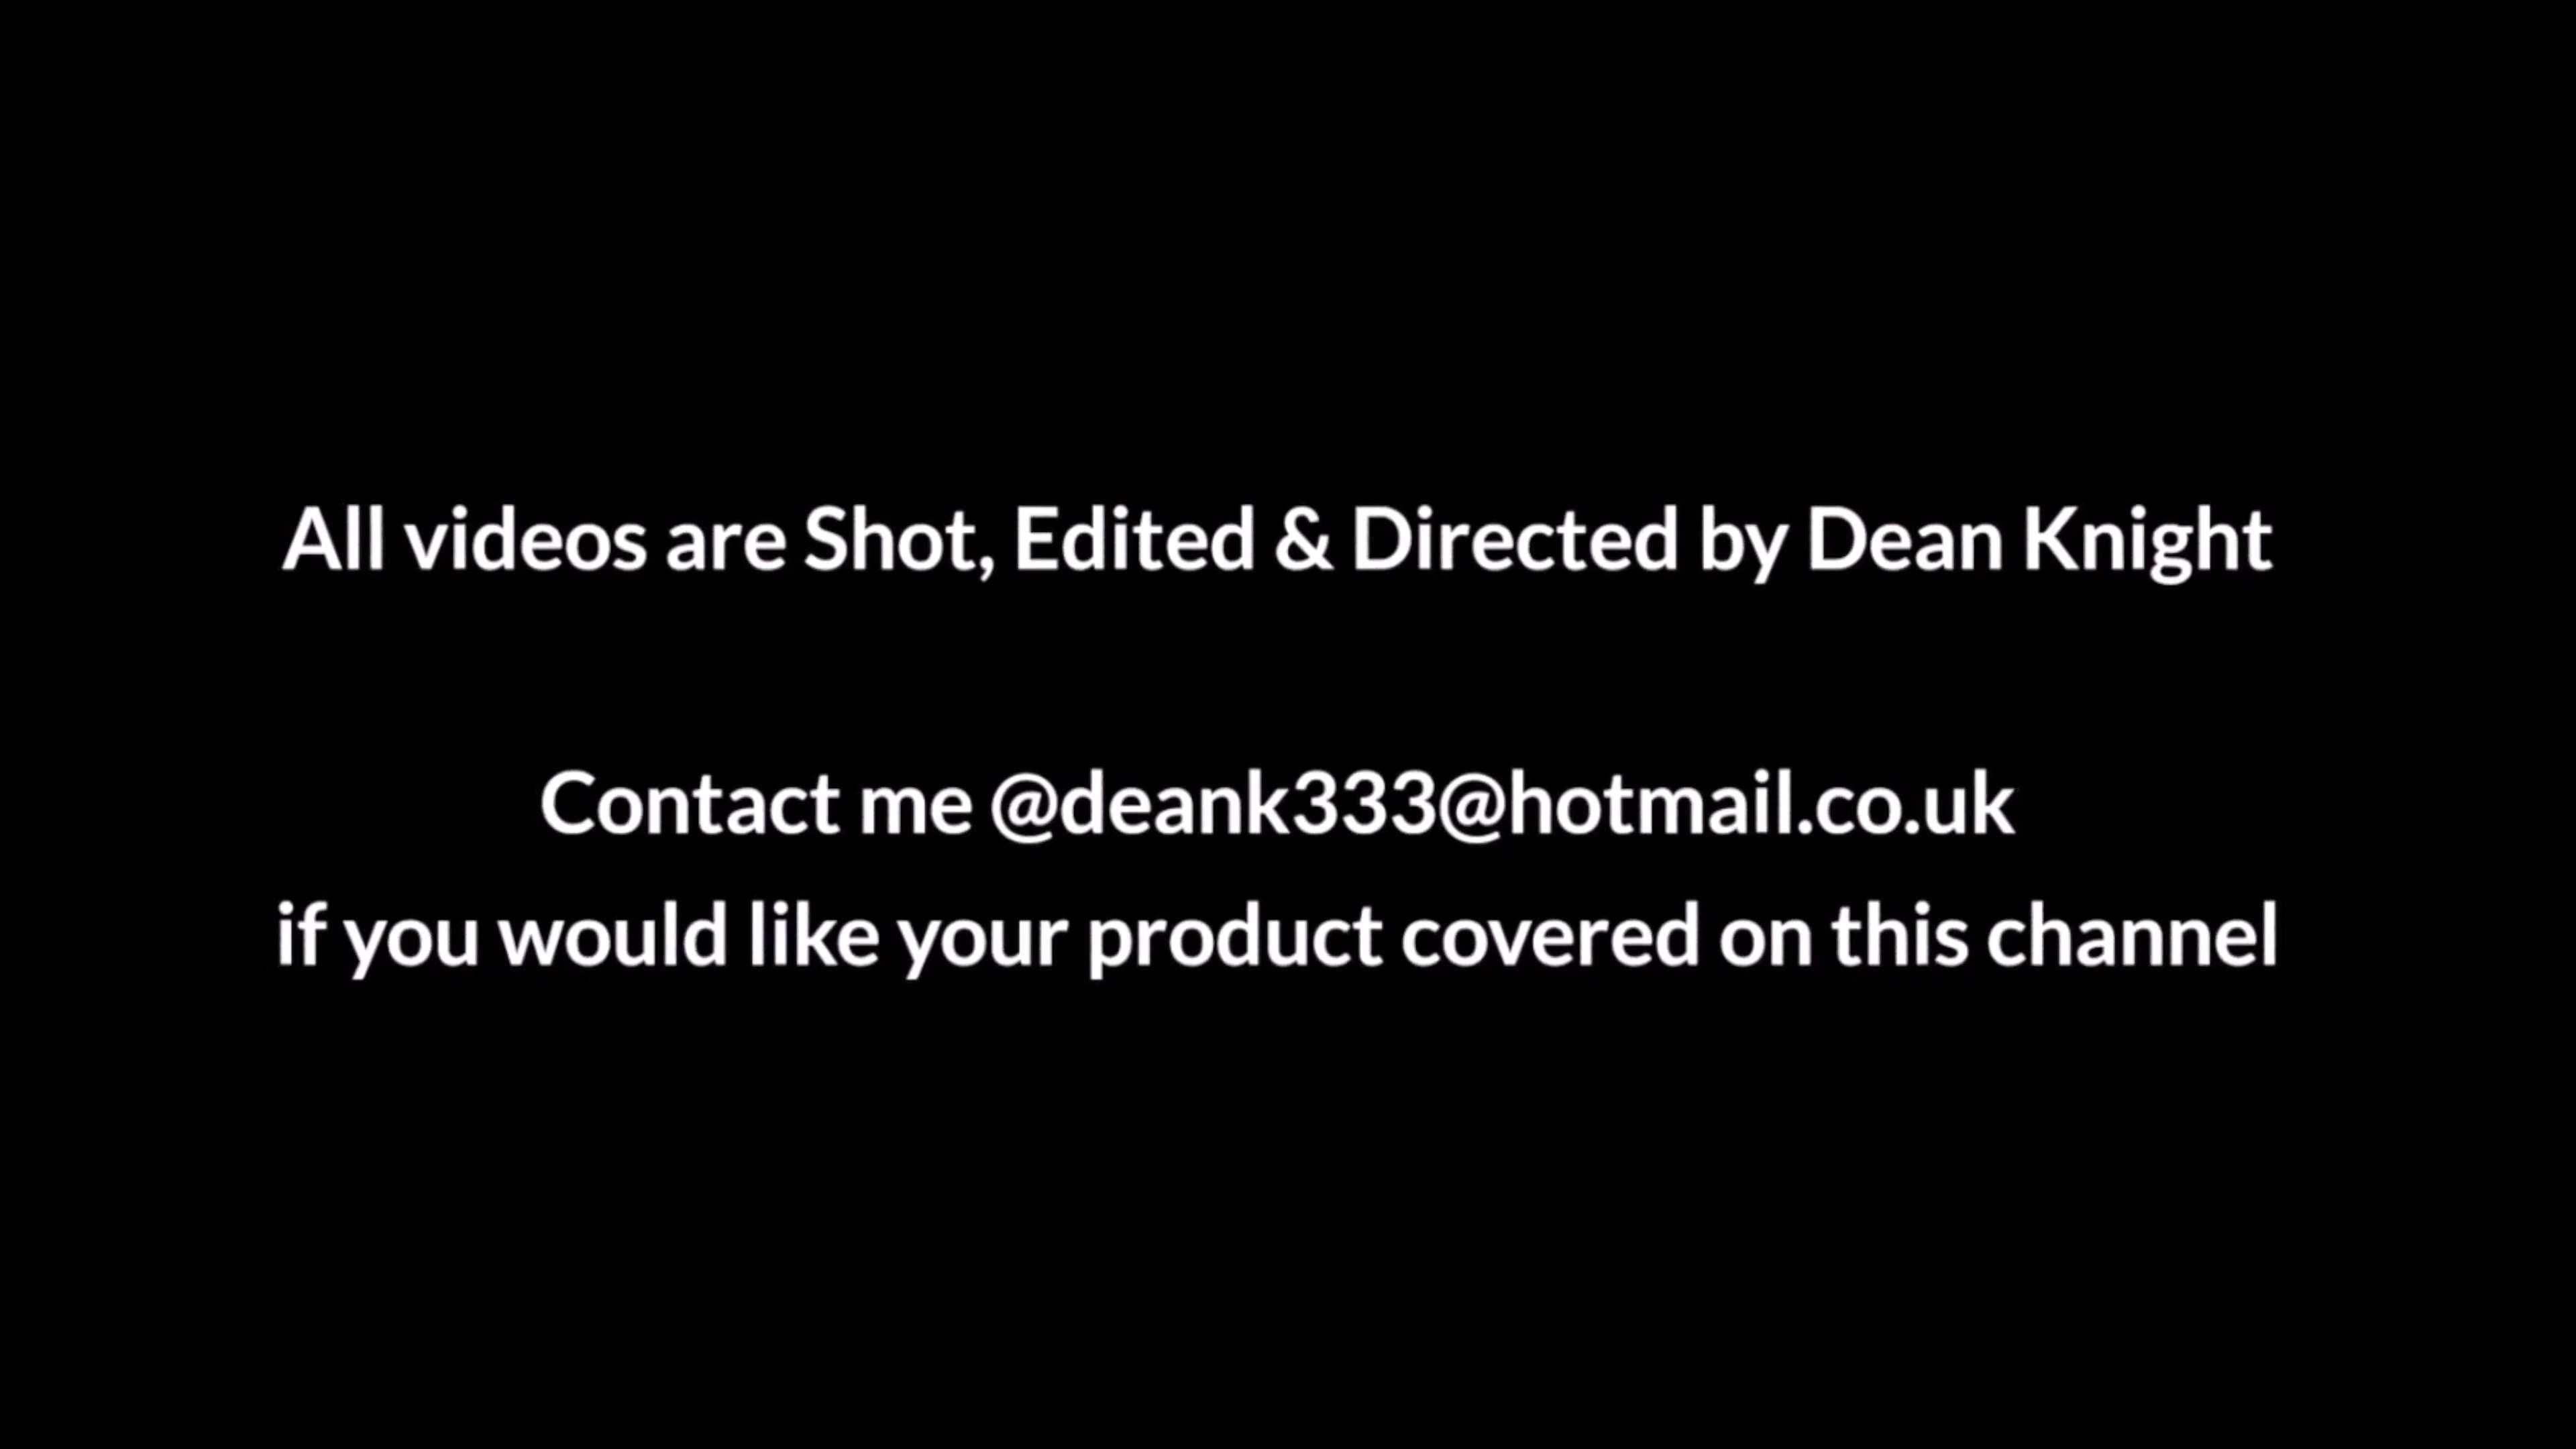 All videos are Shot, Edited & Directed by Dean Knight
Contact me @deank333@hotmail.co.uk
if you would like your product covered on this channel